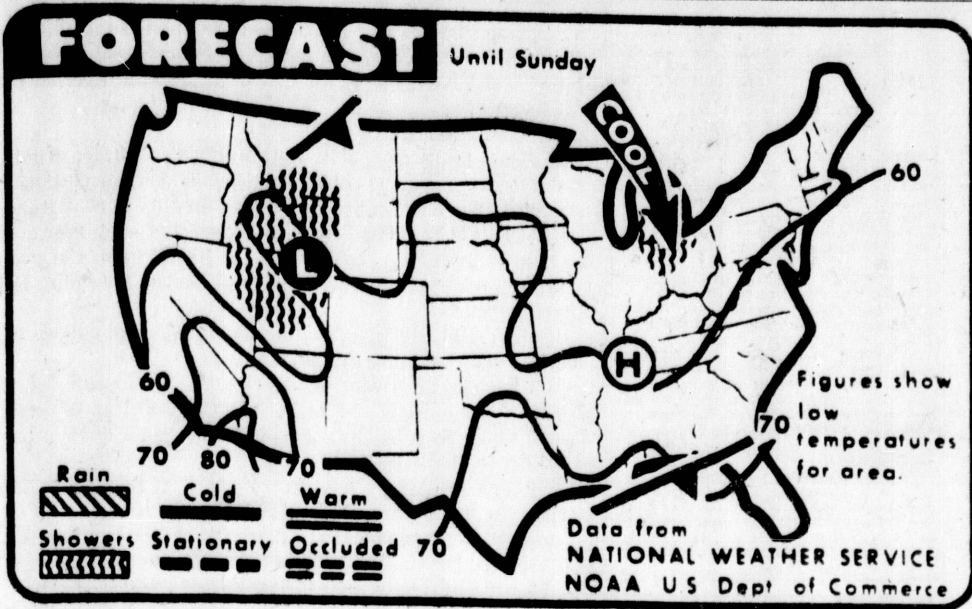 FORECAST Until Sunday
COOL
60
L
H
60
70
80
70
70
70
Figures show
low
temperatures
for area.
Rain
Cold
Warm
Showers
Stationary
Occluded
Data from
NATIONAL WEATHER SERVICE
NOAA U S Dept of Commerce